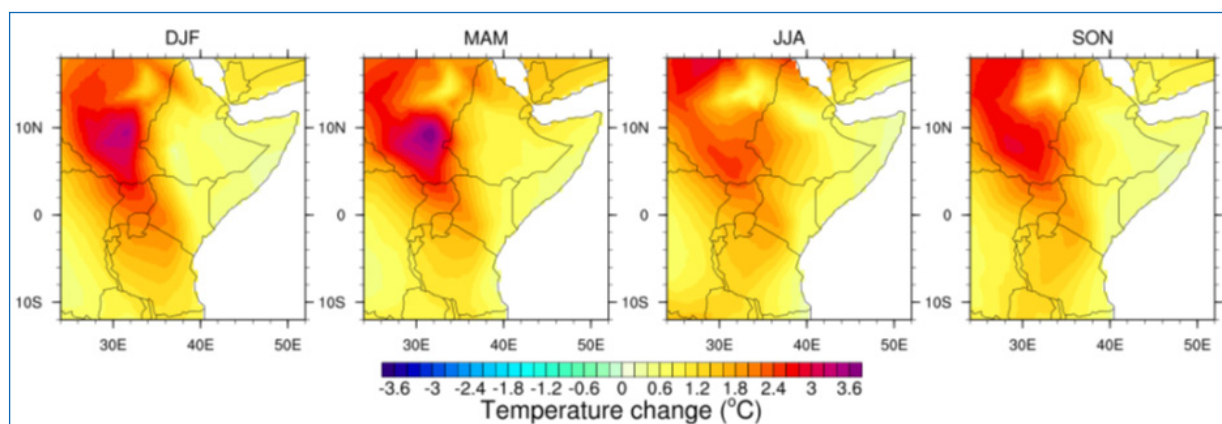 DJF MAM JJA SON
10N 10N 10N 10N
0 0 0 0
10S 10S 10S 10S
30E 40E 50E 30E 40E 50E 30E 40E 50E 30E 40E 50E
-3.6 -3 -2.4 -1.8 -1.2 -0.6 0 0.6 1.2 1.8 2.4 3 3.6
Temperature change (°C)